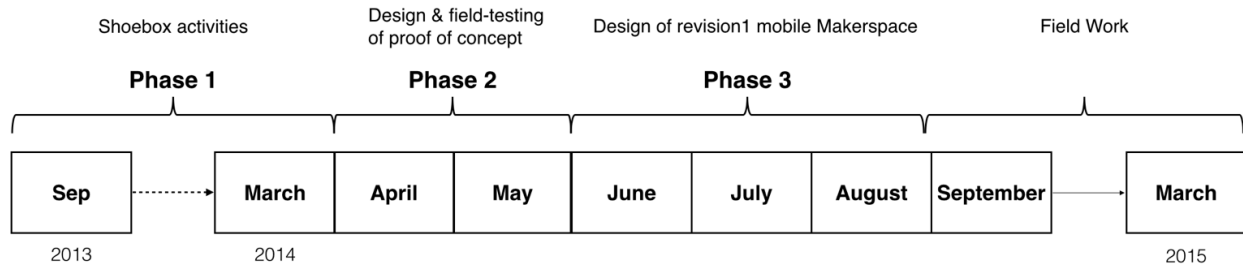 Shoebox activities
Design & field-testing
of proof of concept
Design of revision1 mobile Makerspace
Field Work
Phase 1
Phase 2
Phase 3
Sep
March
April
May
June
July
August
September
March
2013
2014
2015